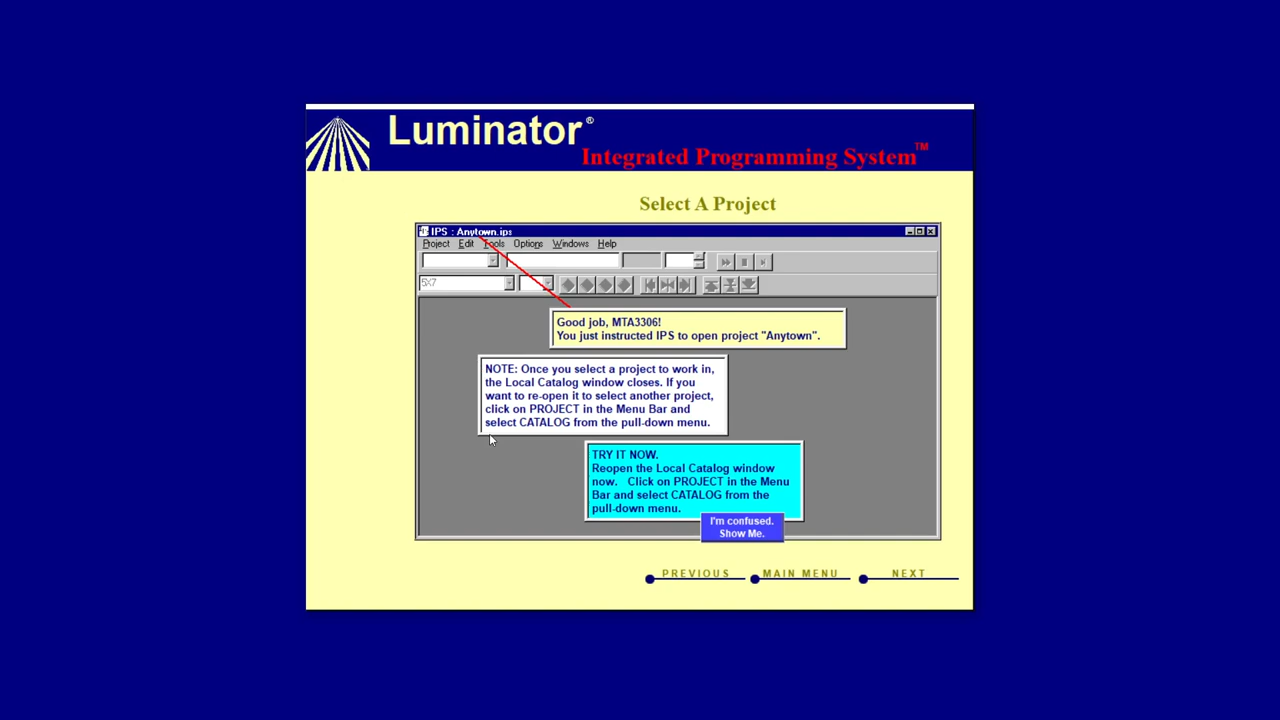 Luminator®
Integrated Programming System™
Select A Project
IPS : Anytown.ips
Project Edit Tools Options Windows Help
5X7
Good job, MTA3306!
You just instructed IPS to open project "Anytown".
NOTE: Once you select a project to work in,
the Local Catalog window closes. If you
want to re-open it to select another project,
click on PROJECT in the Menu Bar and
select CATALOG from the pull-down menu.
TRY IT NOW.
Reopen the Local Catalog window
now. Click on PROJECT in the Menu
Bar and select CATALOG from the
pull-down menu.
I'm confused.
Show Me.
PREVIOUS MAIN MENU NEXT